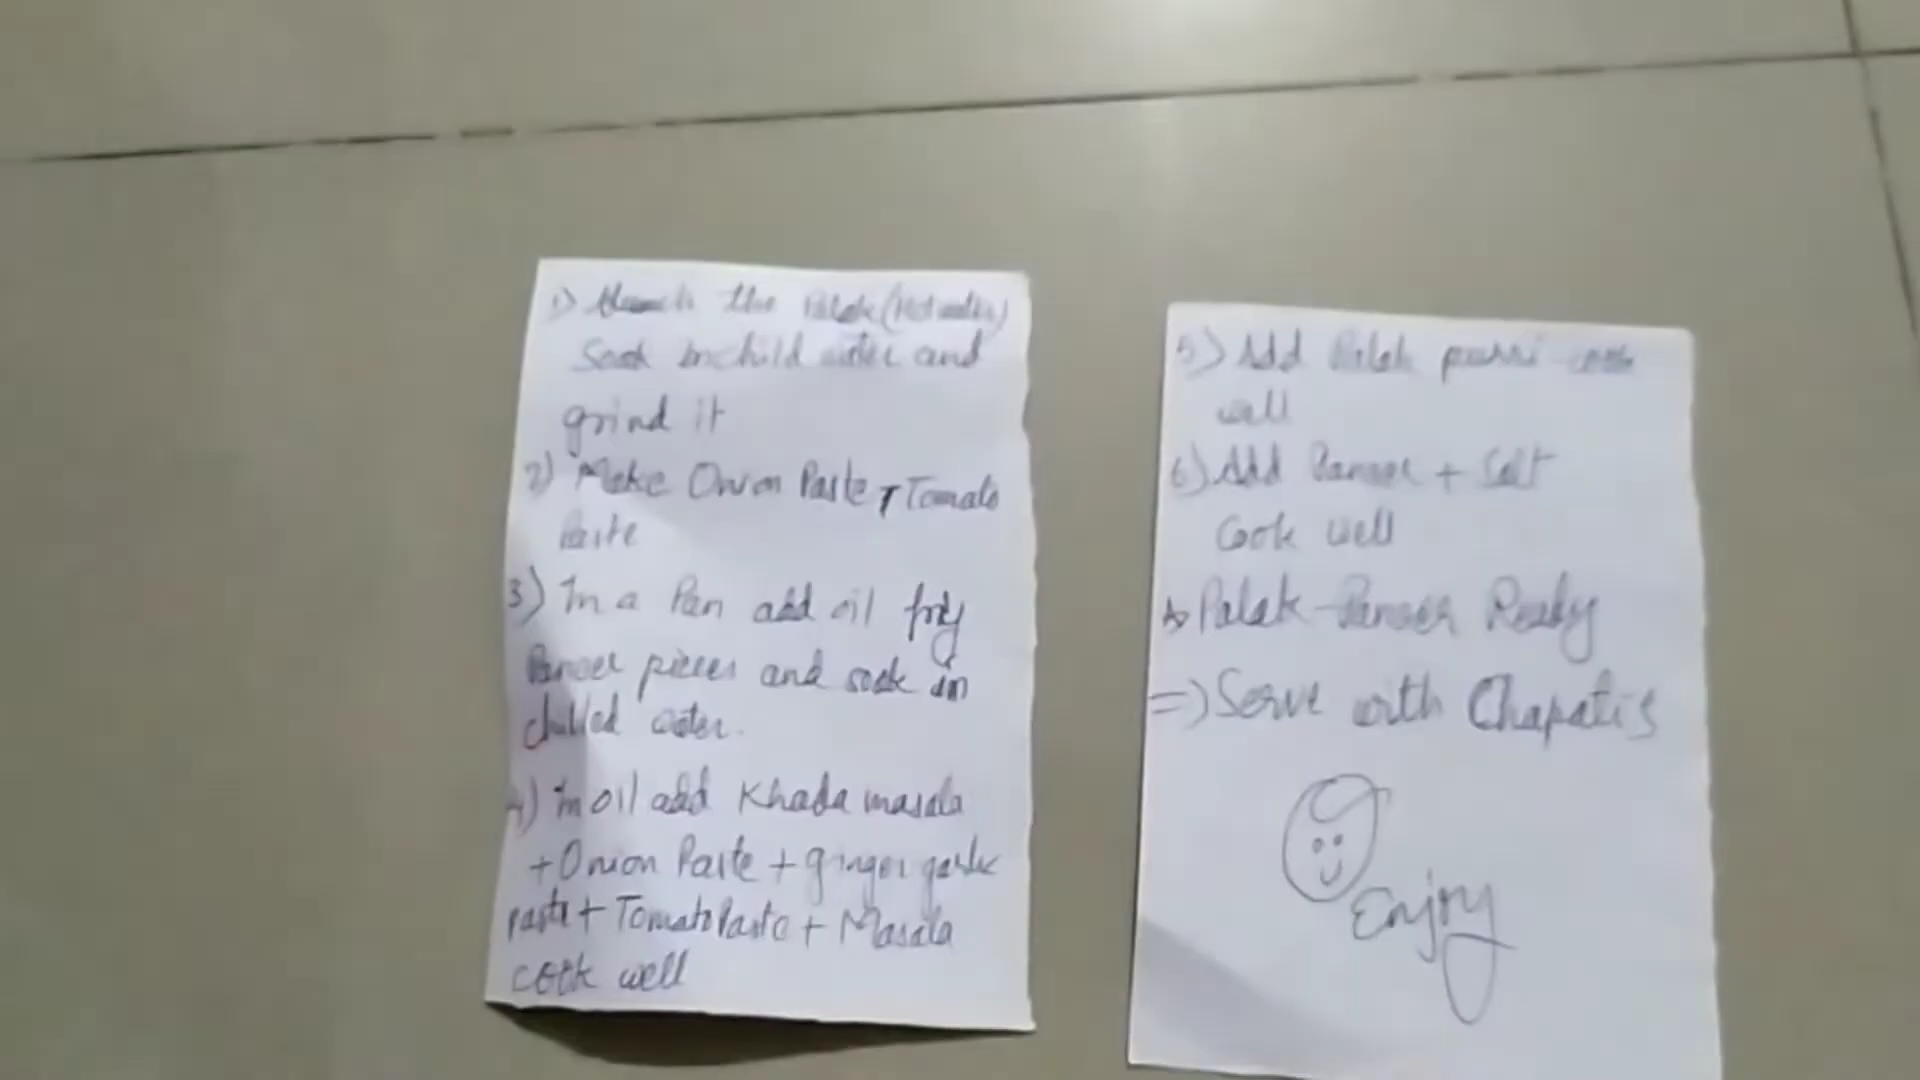 1) the Palak (Hot water)
Soak in child water and
grind it
2) Make Onion Paste + Tomato
Paste
3) In a Pan add oil fry
Paneer pieces and soak in
chilled water.
4) In oil add Khada masala
+ Onion Paste + ginger garlic
paste + Tomato Paste + Masala
cook well
5) Add Palak purri cook
well
6) Add Paneer + Salt
Cook well
Palak-Paneer Ready
=> Serve with Chapatis
Enjoy